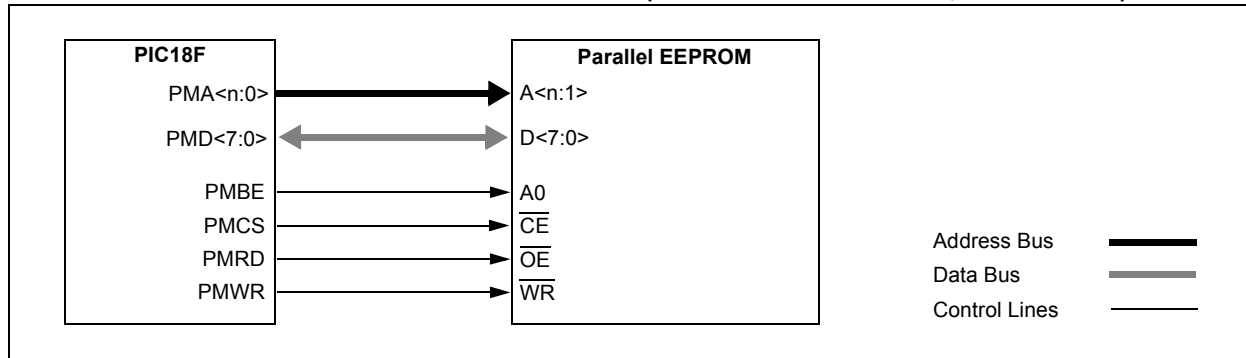 PIC18F
Parallel EEPROM
PMA<n:0>
A<n:1>
PMD<7:0>
D<7:0>
PMBE
A0
PMCS
CE
PMRD
OE
PMWR
WR
Address Bus
Data Bus
Control Lines